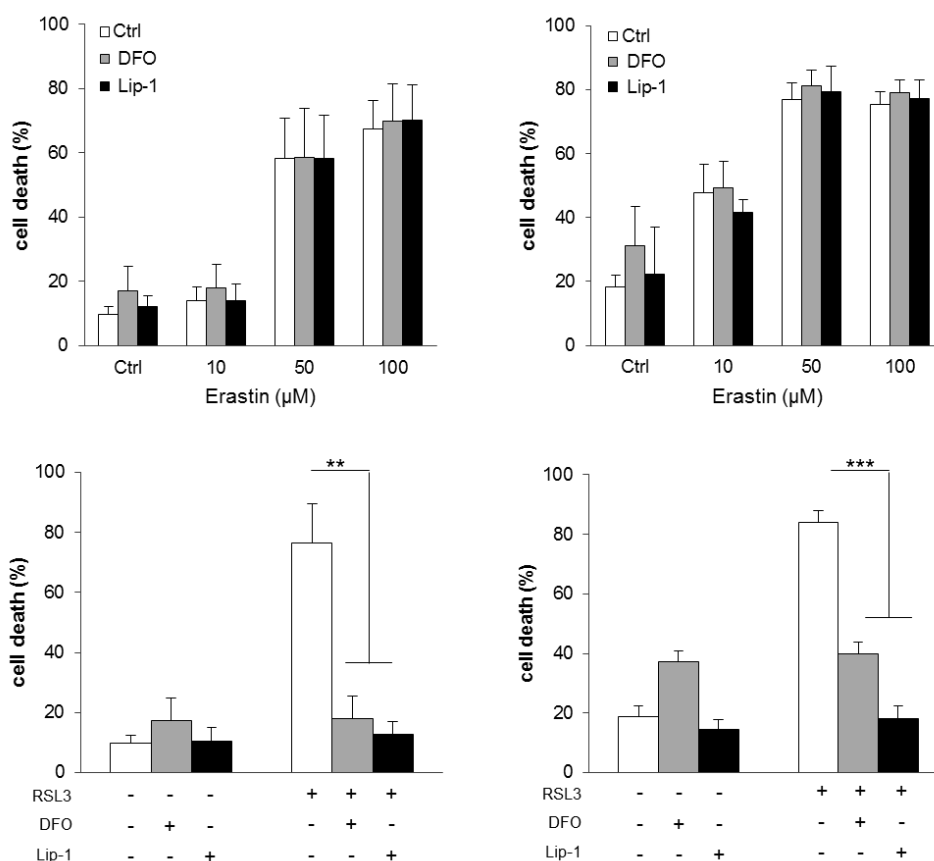 100
80
60
40
20
0
cell death (%)
Ctrl
DFO
Lip-1
Ctrl 10 50 100
Erastin (µM)
100
80
60
40
20
0
cell death (%)
Ctrl
DFO
Lip-1
Ctrl 10 50 100
Erastin (µM)
100
80
60
40
20
0
cell death (%)
**
RSL3 - - - + + +
DFO - + - - + -
Lip-1 - - + - - +
100
80
60
40
20
0
cell death (%)
***
RSL3 - - - + + +
DFO - + - - + -
Lip-1 - - + - - +